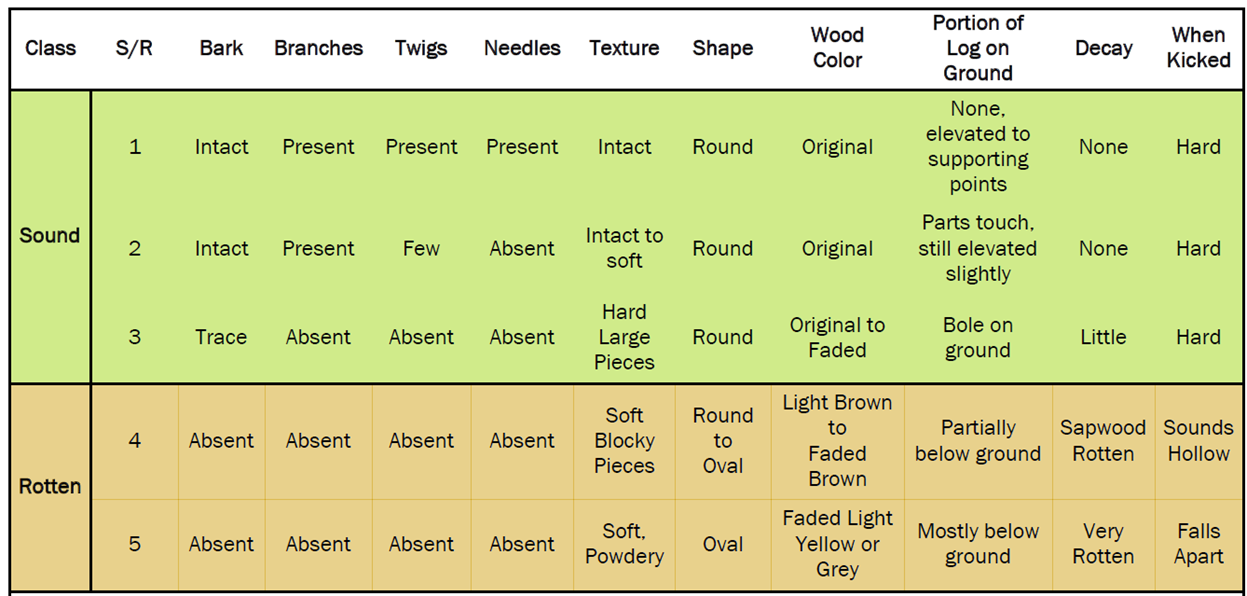 Class S/R Bark Branches Twigs Needles Texture Shape Wood Color Portion of Log on Ground Decay When Kicked
Sound
1 Intact Present Present Present Intact Round Original None, elevated to supporting points None Hard
2 Intact Present Few Absent Intact to soft Round Original Parts touch, still elevated slightly None Hard
3 Trace Absent Absent Absent Hard Large Pieces Round Original to Faded Bole on ground Little Hard
Rotten
4 Absent Absent Absent Absent Soft Blocky Pieces Round to Oval Light Brown to Faded Brown Partially below ground Sapwood Rotten Sounds Hollow
5 Absent Absent Absent Absent Soft, Powdery Oval Faded Light Yellow or Grey Mostly below ground Very Rotten Falls Apart